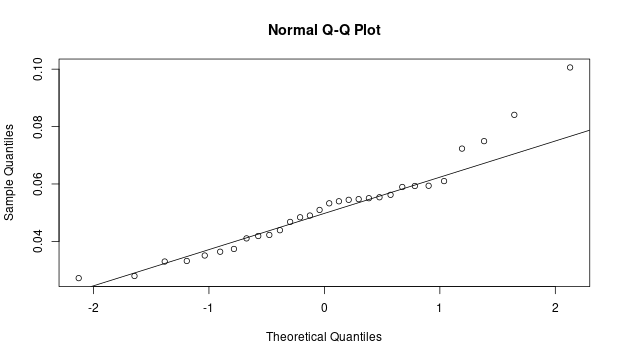 Normal Q-Q Plot
Sample Quantiles
0.10
0.08
0.06
0.04
-2 -1 0 1 2
Theoretical Quantiles